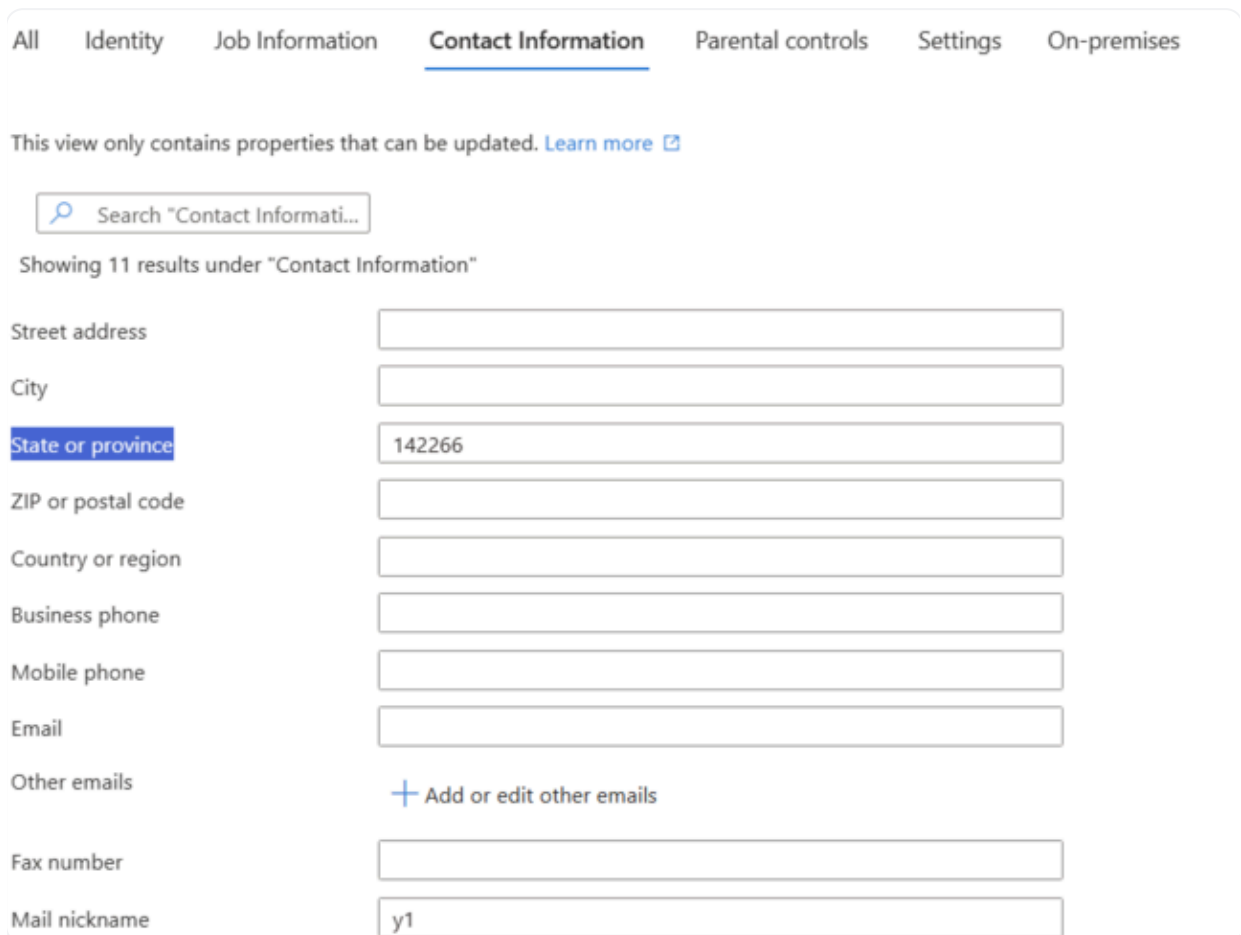 All Identity Job Information Contact Information Parental controls Settings On-premises
This view only contains properties that can be updated. Learn more
Search "Contact Informati...
Showing 11 results under "Contact Information"
Street address
City
State or province 142266
ZIP or postal code
Country or region
Business phone
Mobile phone
Email
Other emails Add or edit other emails
Fax number
Mail nickname y1